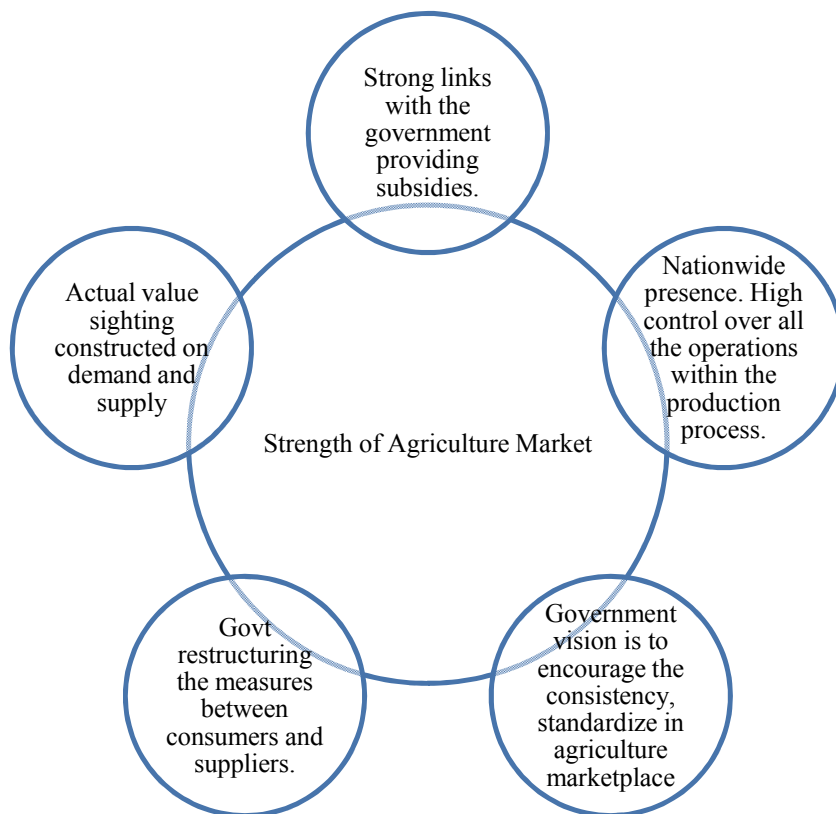 Strong links
with the
government
providing
subsidies.
Nationwide
presence. High
control over all
the operations
within the
production
process.
Government
vision is to
encourage the
consistency,
standardize in
agriculture
marketplace
Govt
restructuring
the measures
between
consumers and
suppliers.
Actual value
sighting
constructed on
demand and
supply
Strength of Agriculture Market